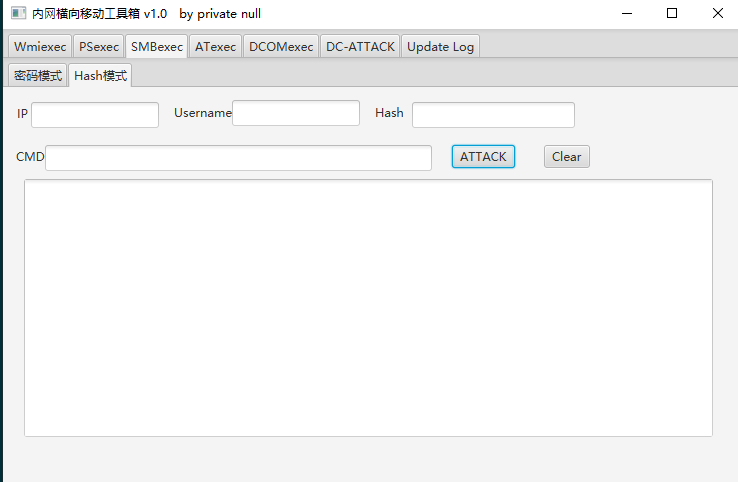 内网横向移动工具箱 v1.0 by private null
Wmiexec PSexec SMBexec ATexec DCOMexec DC-ATTACK Update Log
密码模式 Hash模式
IP Username Hash
CMD ATTACK Clear